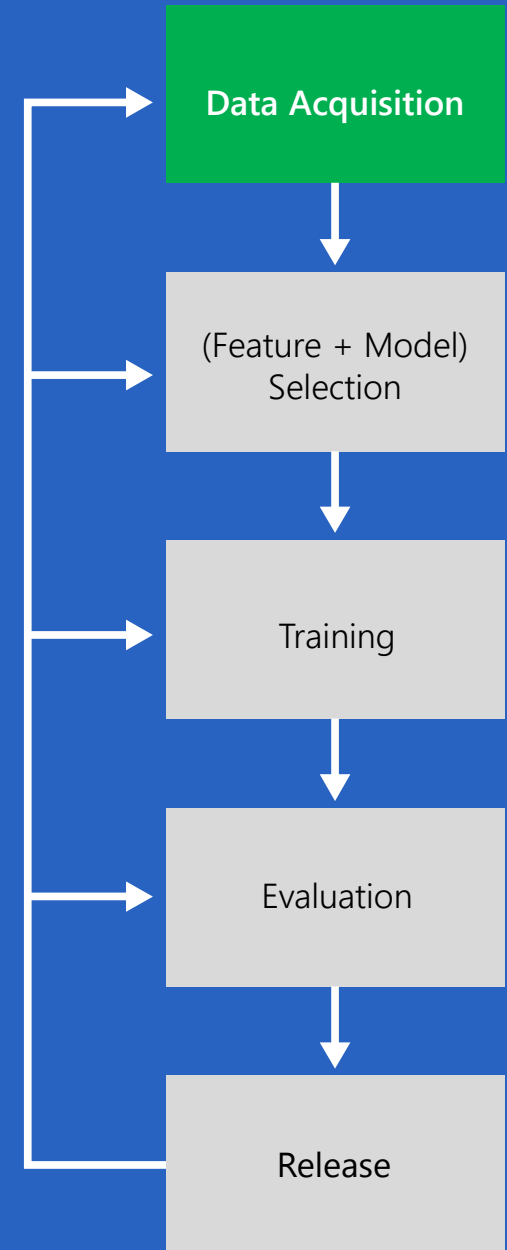 Data Acquisition
(Feature + Model)
Selection
Training
Evaluation
Release